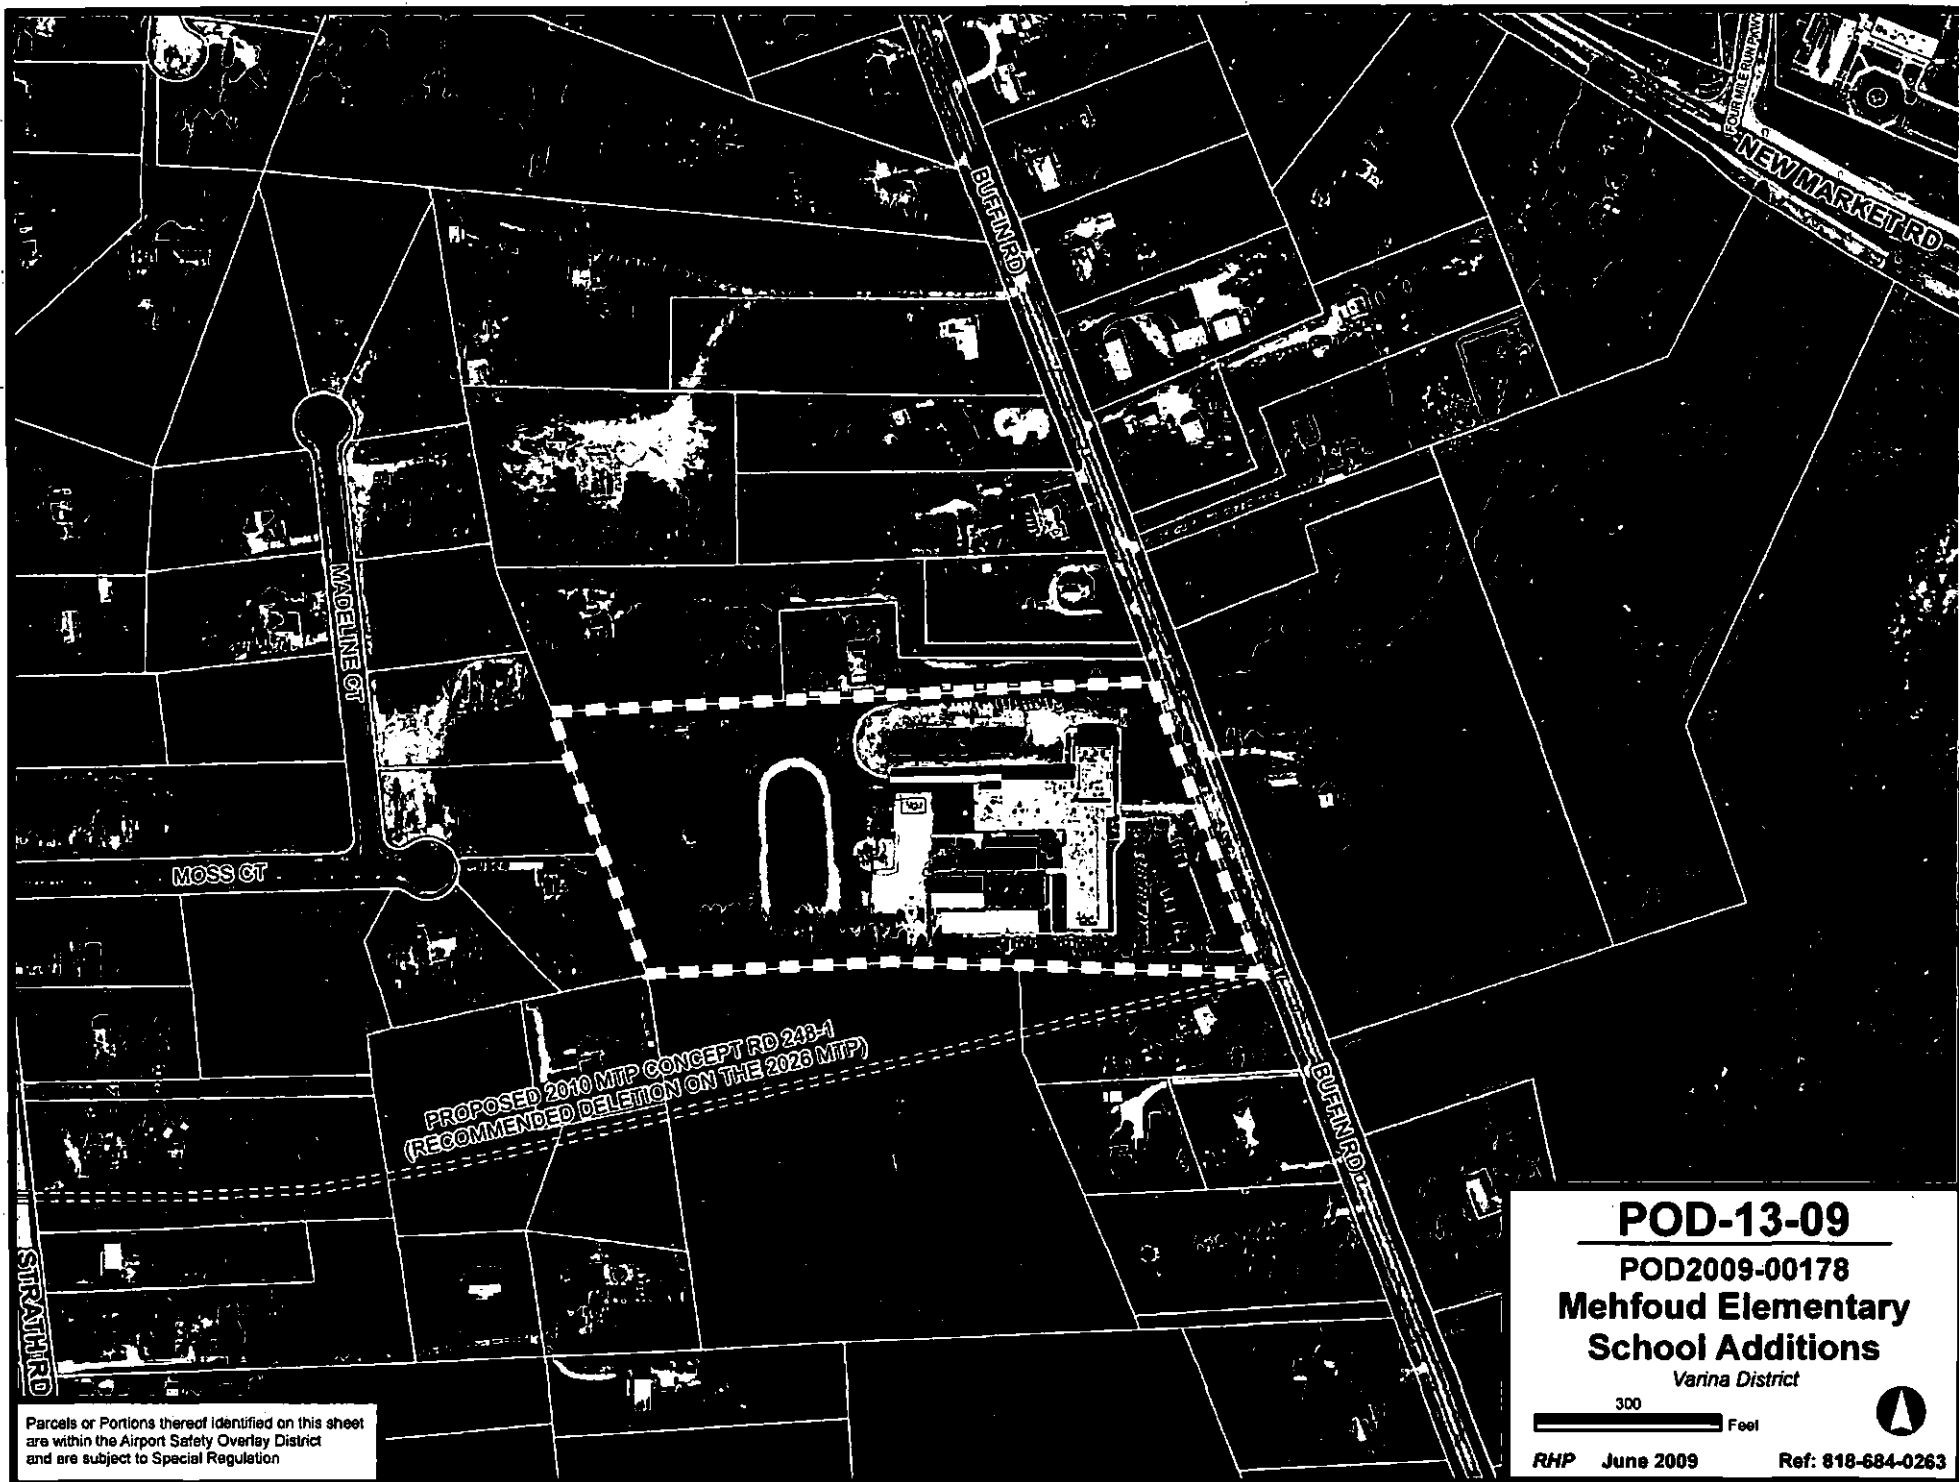 FOUR MILE RUN PKWY
NEW MARKET RD
BUFFIN RD
MADELINE CT
MOSS CT
PROPOSED 2010 MTP CONCEPT RD 248-1
(RECOMMENDED DELETION ON THE 2026 MTP)
BUFFIN RD
STRATH RD
Parcels or Portions thereof identified on this sheet
are within the Airport Safety Overlay District
and are subject to Special Regulation
POD-13-09
POD2009-00178
Mehfoud Elementary
School Additions
Varina District
300
Feet
RHP June 2009 Ref: 818-684-0263